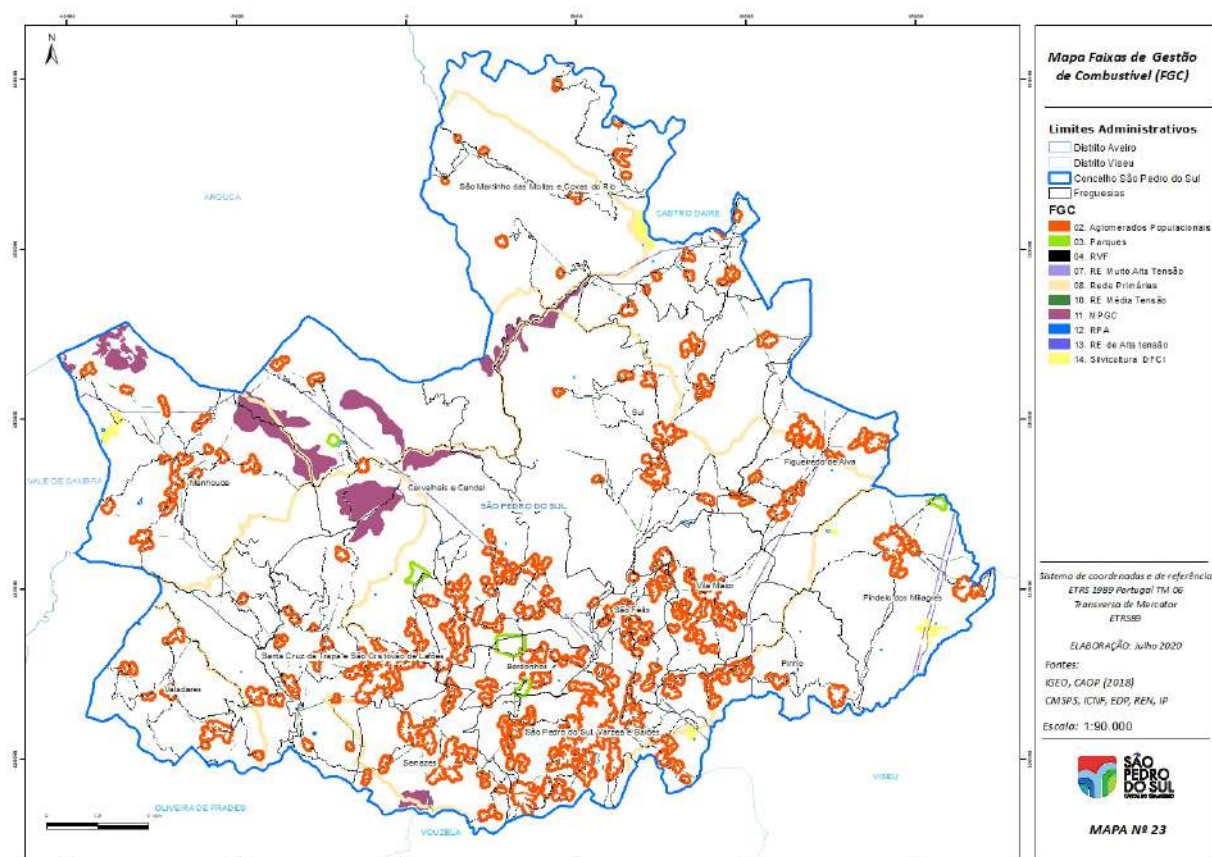 Mapa Faixas de Gestão
de Combustível (FGC)
Limites Administrativos
Distrito Aveiro
Distrito Viseu
Concelho São Pedro do Sul
Freguesias
FGC
02. Aglomerados Populacionais
03. Parques
04. RVF
07. RE Muito Alta Tensão
08. Rede Primárias
10. RE Média Tensão
11. MPGC
12. RPA
13. RE de Alta tensão
14. Silvicultura DFCI
Sistema de coordenadas e de referência
ETRS 1989 Portugal TM 06
Transversa de Mercator
ETRS89
ELABORAÇÃO: Julho 2020
Fontes:
IGEO, CAOP (2018)
CMSPS, ICNF, EDP, REN, IP
Escala: 1:90.000
SÃO
PEDRO
DO SUL
MAPA Nº 23
N
São Martinho das Moitas e Covas do Rio
AROUCA
CASTRO DAIRE
Sul
Figueiredo de Alva
Manhouce
VALE DE CAMBRA
Carvalhais e Candal
SÃO PEDRO DO SUL
Vila Maior
Pindelo dos Milagres
São Félix
Santa Cruz da Trapa e São Cristóvão de Lafões
Bordonhos
Pinho
Valadares
São Pedro do Sul, Várzea e Baiões
Serrazes
VISEU
OLIVEIRA DE FRADES
VOUZELA